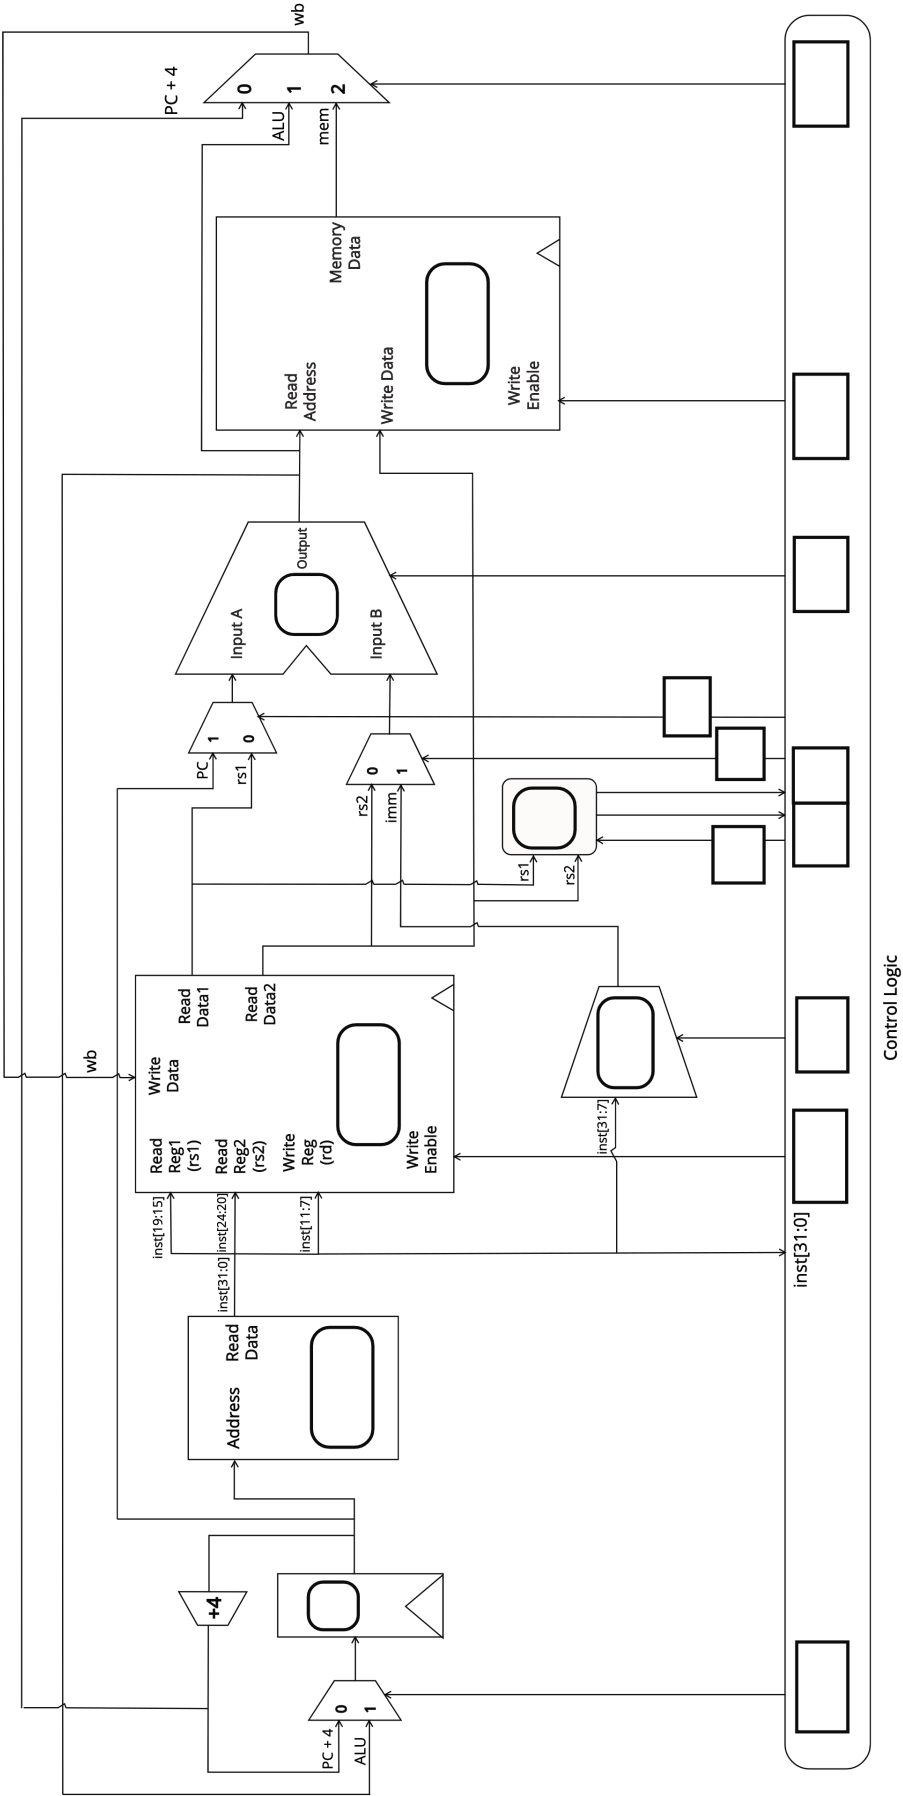 PC + 4
ALU
0
1
+4
Address
Read
Data
inst[31:0]
inst[19:15]
inst[24:20]
inst[11:7]
Read
Reg1
(rs1)
Read
Reg2
(rs2)
Write
Reg
(rd)
Write
Enable
wb
Write
Data
Read
Data1
Read
Data2
inst[31:7]
rs1
rs2
PC
rs1
1
0
rs2
imm
0
1
Input A
Input B
Output
Read
Address
Write Data
Write
Enable
Memory
Data
PC + 4
ALU
mem
0
1
2
wb
inst[31:0]
Control Logic